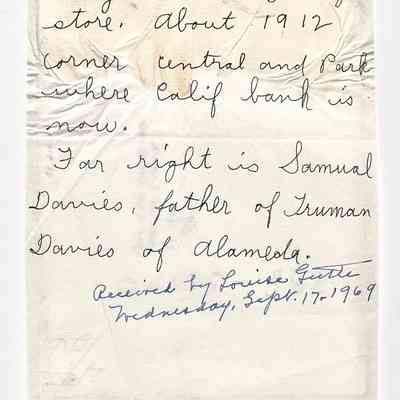 store. About 1912
corner central and Park
where Calif bank is
now.
Far right is Samual
Davies, father of Truman
Davies of Alameda.
Received by Louise
Wednesday, Sept. 17-1969